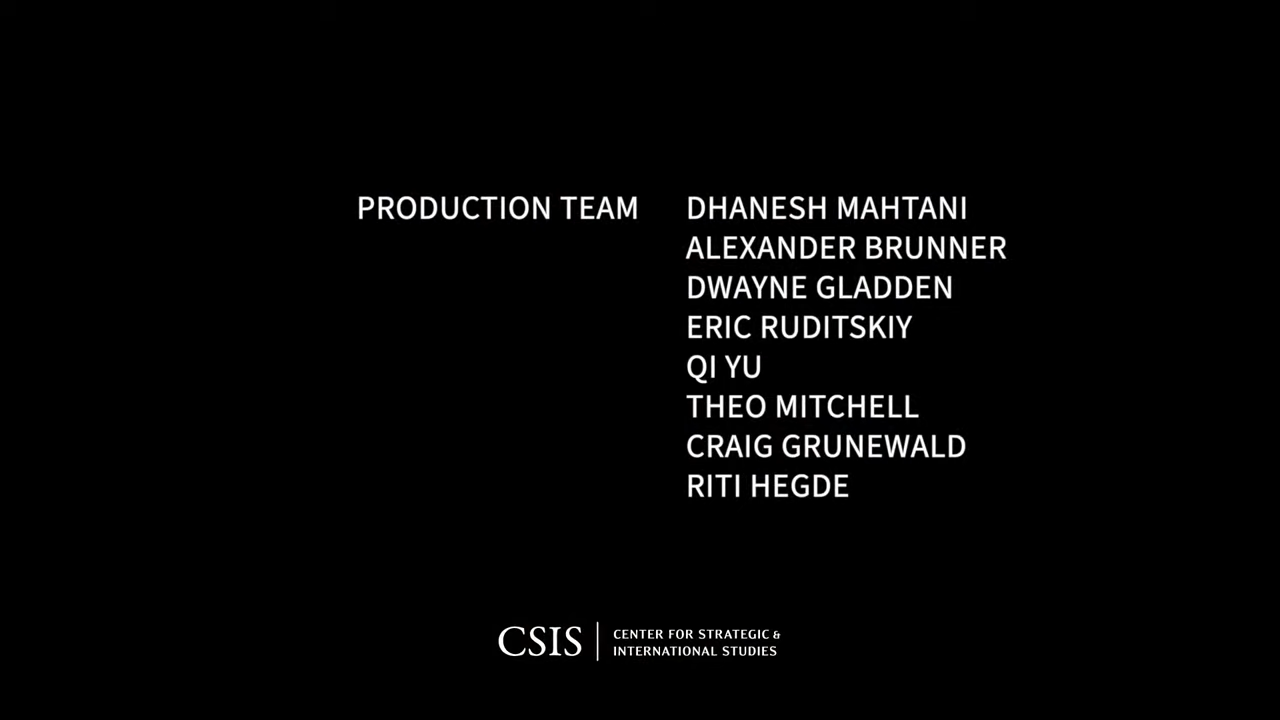 PRODUCTION TEAM DHANESH MAHTANI
ALEXANDER BRUNNER
DWAYNE GLADDEN
ERIC RUDITSKIY
QI YU
THEO MITCHELL
CRAIG GRUNEWALD
RITI HEGDE
CSIS
CENTER FOR STRATEGIC &
INTERNATIONAL STUDIES